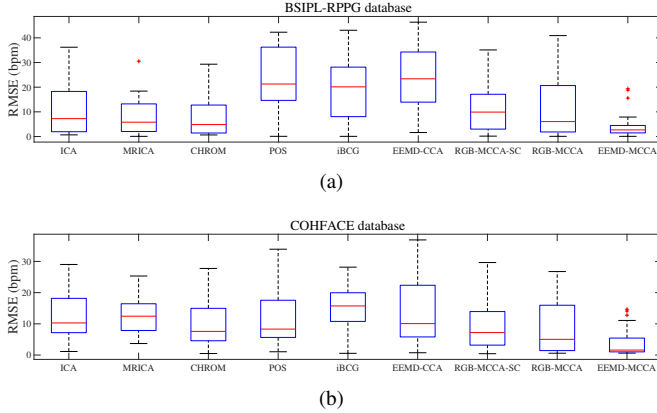 BSIPL-RPPG database
RMSE (bpm)
40
30
20
10
0
ICA MRICA CHROM POS iBCG EEMD-CCA RGB-MCCA-SC RGB-MCCA EEMD-MCCA
(a)
COHFACE database
RMSE (bpm)
30
20
10
0
ICA MRICA CHROM POS iBCG EEMD-CCA RGB-MCCA-SC RGB-MCCA EEMD-MCCA
(b)